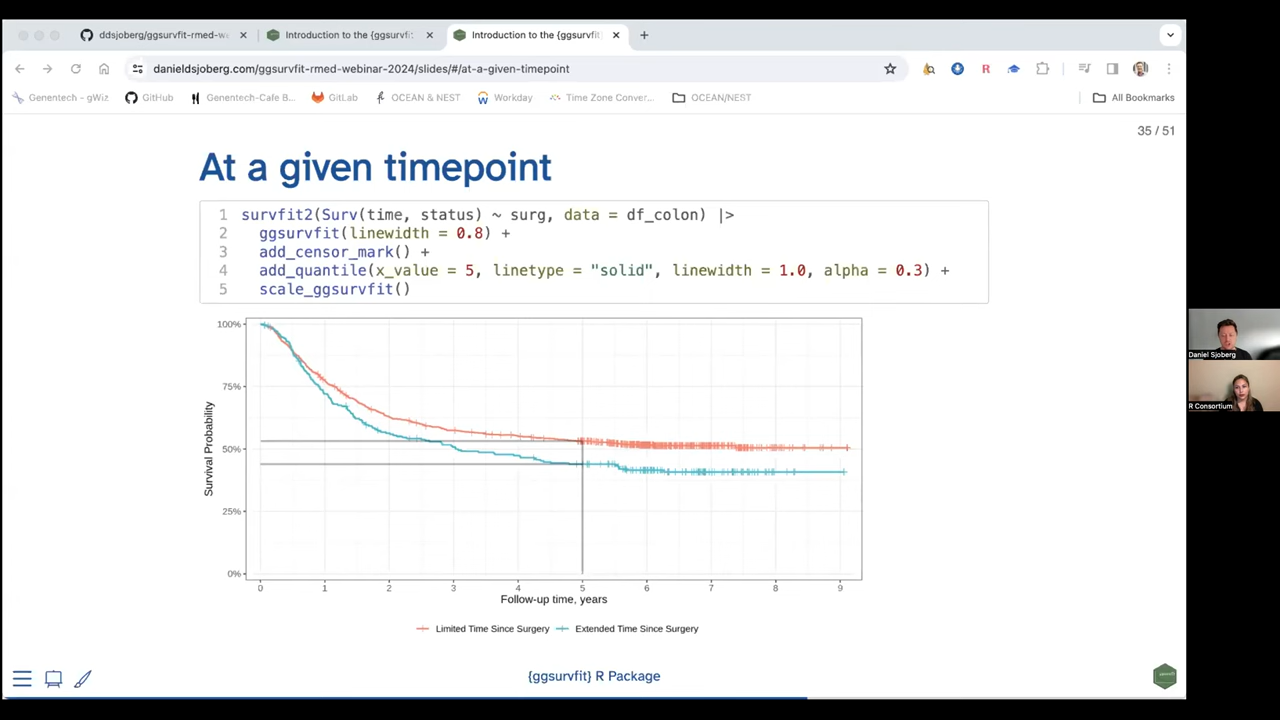 ddsjoberg/ggsurvfit-rmed-we
Introduction to the {ggsurvfi
Introduction to the {ggsurvfit
danieldsjoberg.com/ggsurvfit-rmed-webinar-2024/slides/#/at-a-given-timepoint
Genentech - gWiz
GitHub
Genentech-Cafe B...
GitLab
OCEAN & NEST
Workday
Time Zone Conver...
OCEAN/NEST
All Bookmarks
35 / 51
At a given timepoint
1 survfit2(Surv(time, status) ~ surg, data = df_colon) |>
2 ggsurvfit(linewidth = 0.8) +
3 add_censor_mark() +
4 add_quantile(x_value = 5, linetype = "solid", linewidth = 1.0, alpha = 0.3) +
5 scale_ggsurvfit()
100%
75%
50%
25%
0%
Survival Probability
0 1 2 3 4 5 6 7 8 9
Follow-up time, years
Limited Time Since Surgery Extended Time Since Surgery
{ggsurvfit} R Package
Daniel Sjoberg
R Consortium